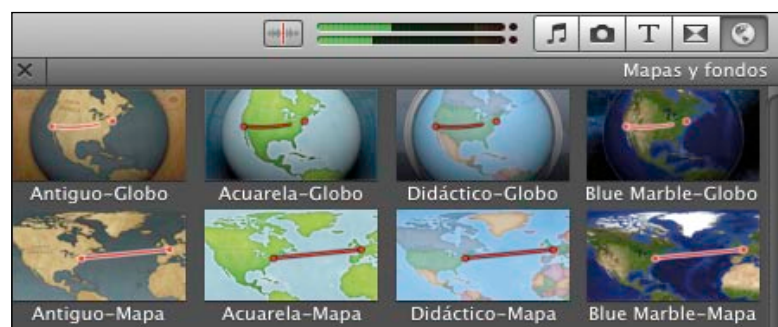 T
Mapas y fondos
Antiguo-Globo Acuarela-Globo Didáctico-Globo Blue Marble-Globo
Antiguo-Mapa Acuarela-Mapa Didáctico-Mapa Blue Marble-Mapa